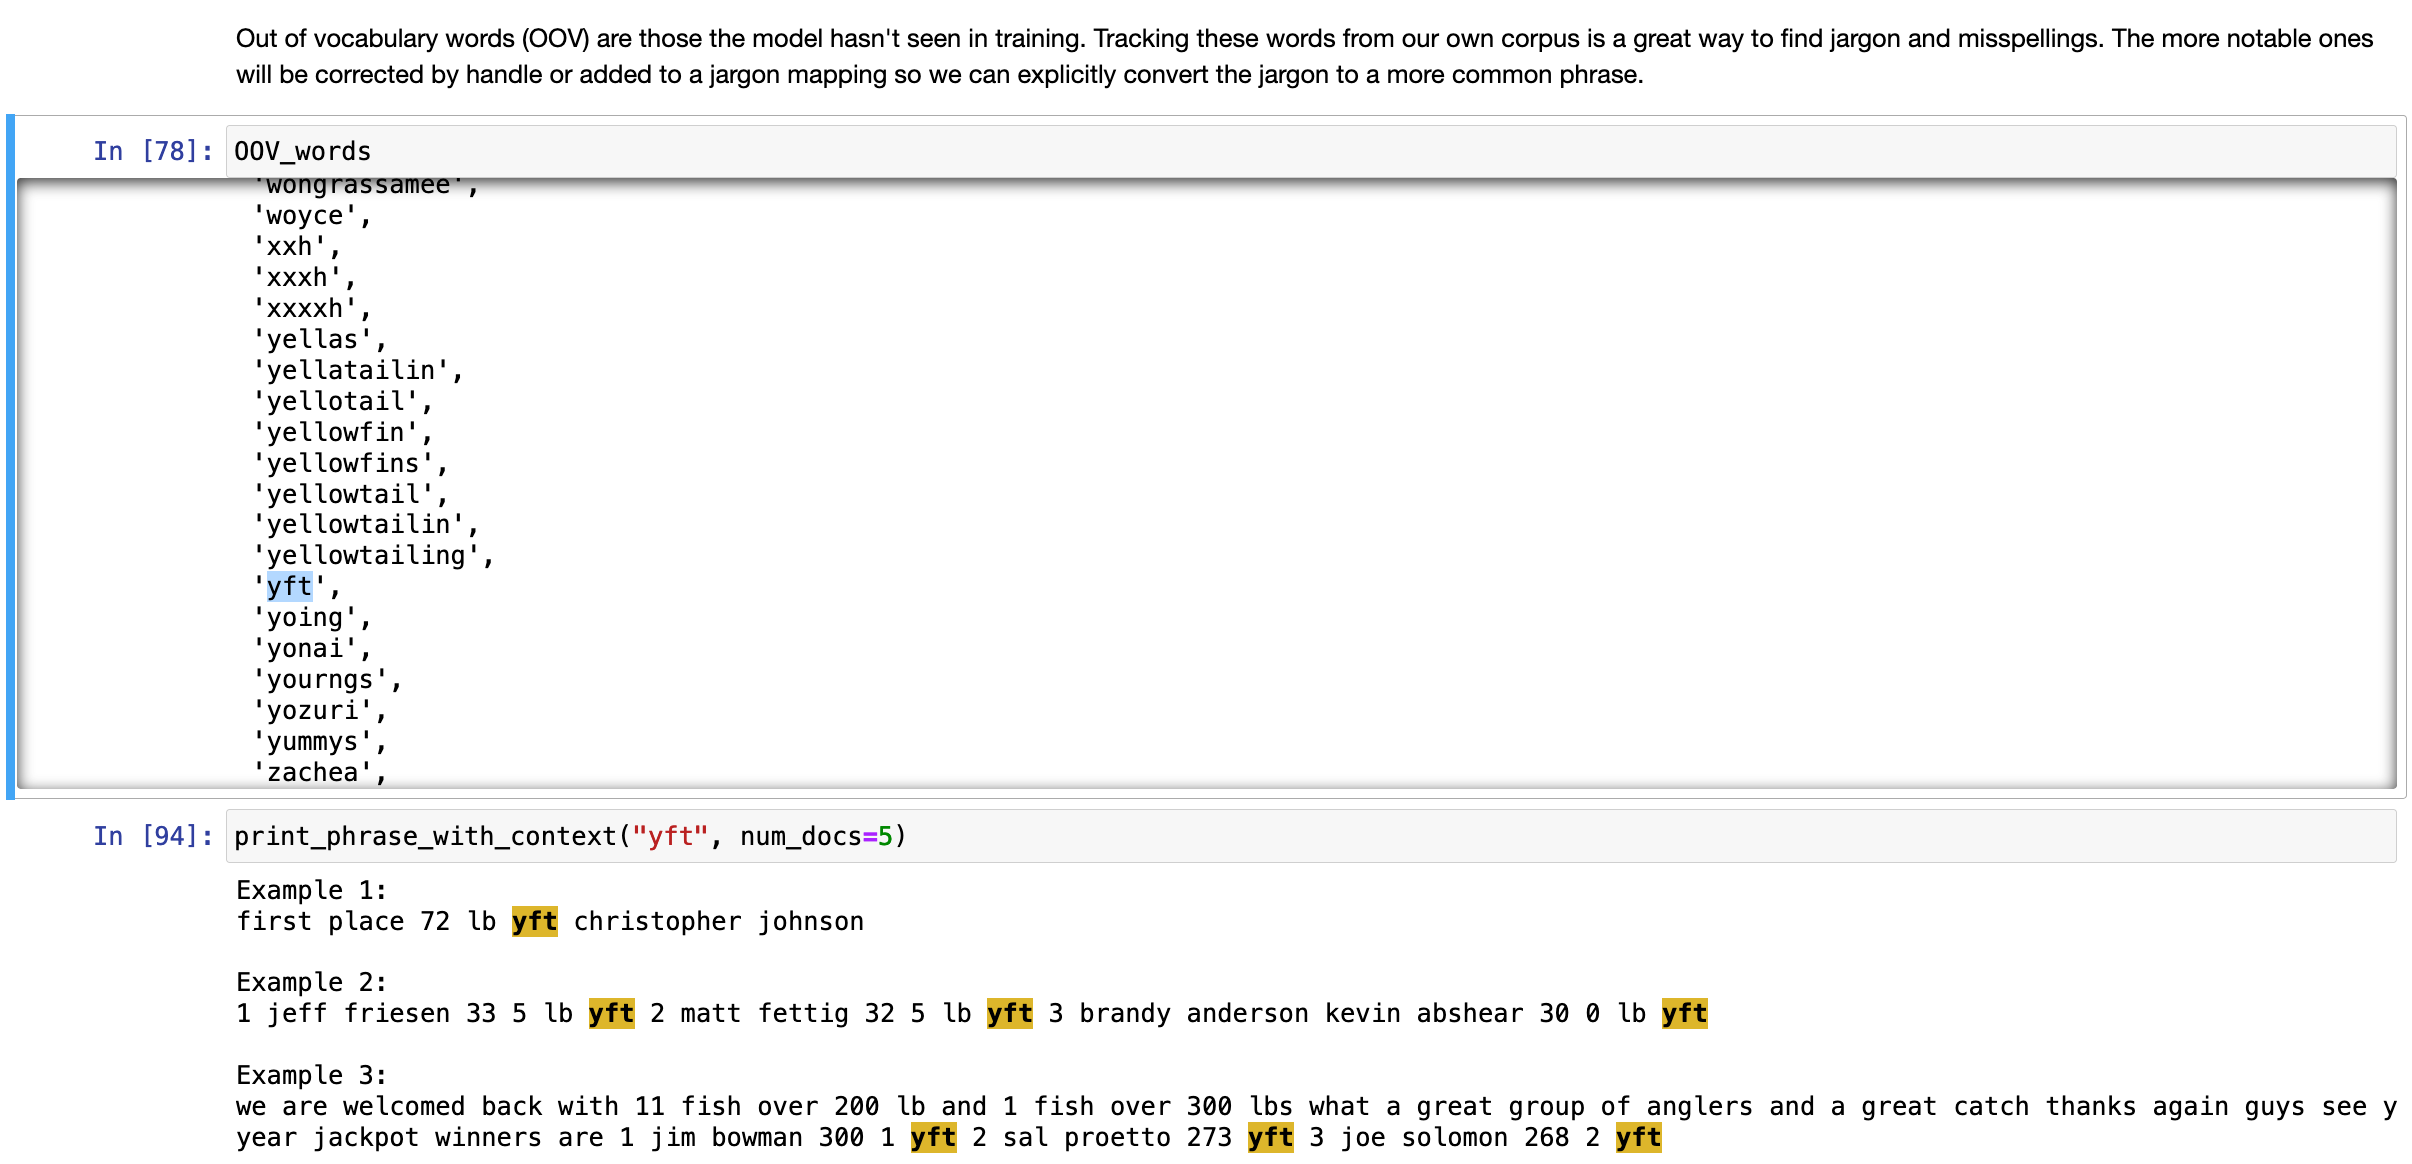 Out of vocabulary words (OOV) are those the model hasn't seen in training. Tracking these words from our own corpus is a great way to find jargon and misspellings. The more notable ones
will be corrected by handle or added to a jargon mapping so we can explicitly convert the jargon to a more common phrase.
In [78]: OOV_words
'wongrassamee',
'woyce',
'xxh',
'xxxh',
'xxxxh',
'yellas',
'yellatailin',
'yellotail',
'yellowfin',
'yellowfins',
'yellowtail',
'yellowtailin',
'yellowtailing',
'yft',
'yoing',
'yonai',
'yourngs',
'yozuri',
'yummys',
'zachea',
In [94]: print_phrase_with_context("yft", num_docs=5)
Example 1:
first place 72 lb yft christopher johnson
Example 2:
1 jeff friesen 33 5 lb yft 2 matt fettig 32 5 lb yft 3 brandy anderson kevin abshear 30 0 lb yft
Example 3:
we are welcomed back with 11 fish over 200 lb and 1 fish over 300 lbs what a great group of anglers and a great catch thanks again guys see y
year jackpot winners are 1 jim bowman 300 1 yft 2 sal proetto 273 yft 3 joe solomon 268 2 yft